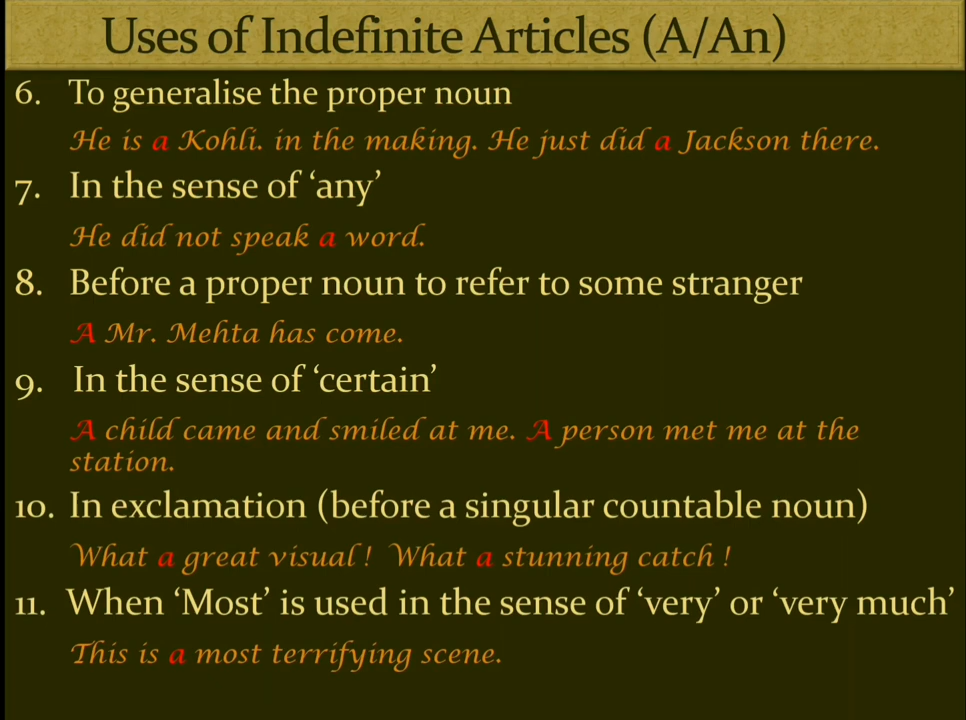 Uses of Indefinite Articles (A/An)
6. To generalise the proper noun
He is a Kohli. in the making. He just did a Jackson there.
7. In the sense of ‘any’
He did not speak a word.
8. Before a proper noun to refer to some stranger
A Mr. Mehta has come.
9. In the sense of ‘certain’
A child came and smiled at me. A person met me at the
station.
10. In exclamation (before a singular countable noun)
What a great visual ! What a stunning catch !
11. When ‘Most’ is used in the sense of ‘very’ or ‘very much’
This is a most terrifying scene.